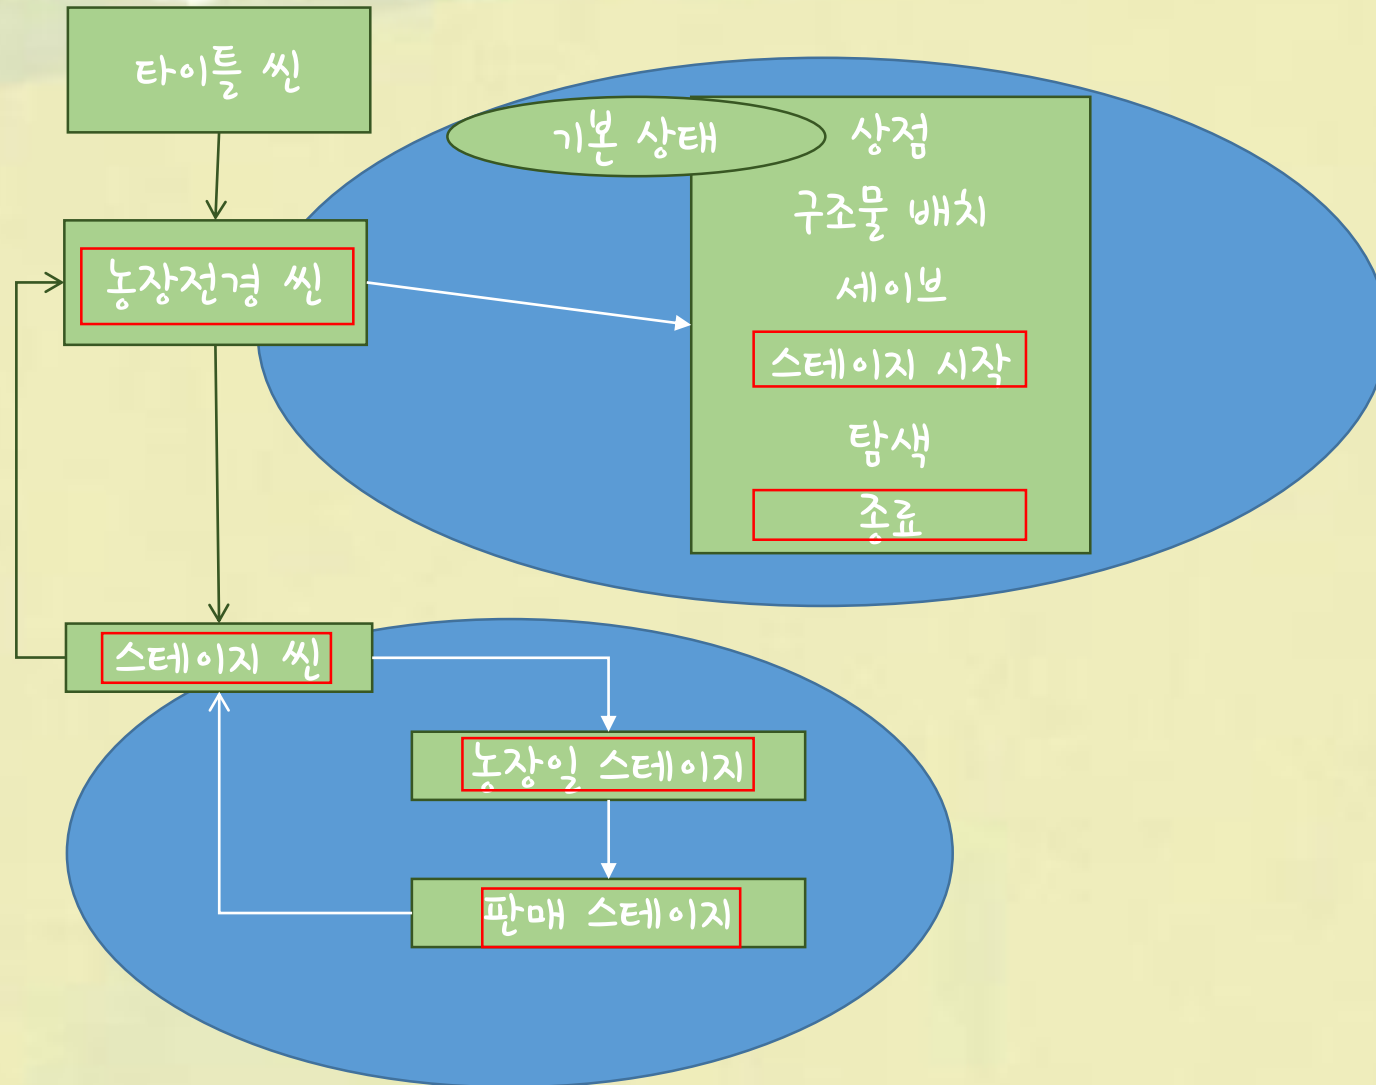 타이틀 씬
기본 상태
상점
구조물 배치
농장전경 씬
세이브
스테이지 시작
탐색
종료
스테이지 씬
농장일 스테이지
판매 스테이지